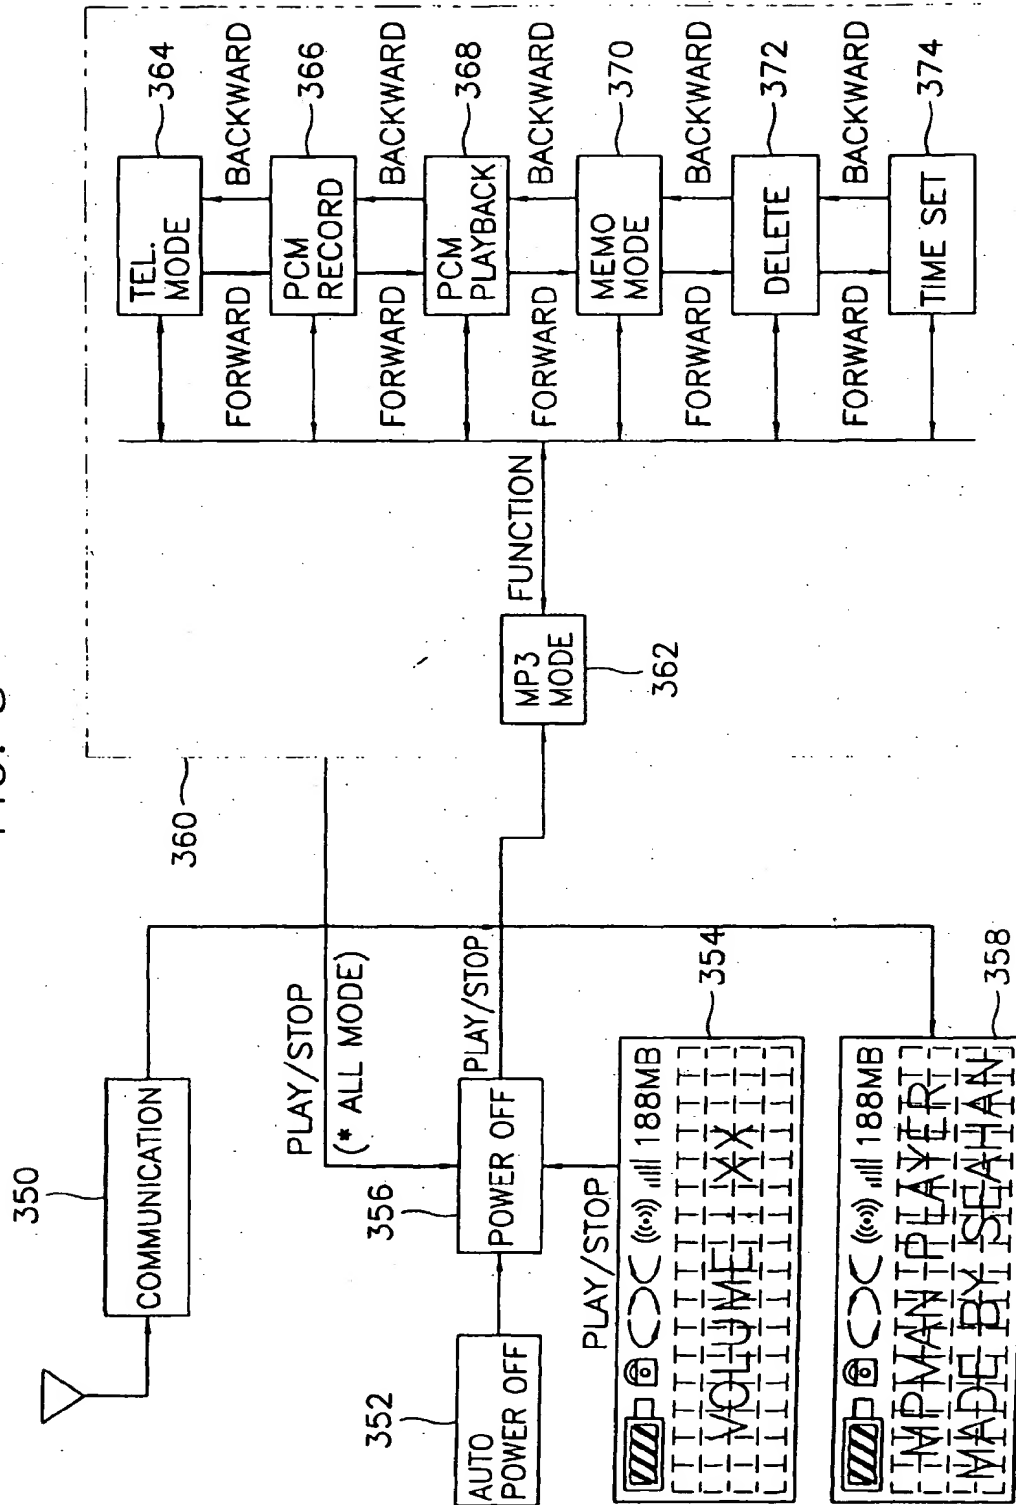 350
COMMUNICATION
352
AUTO
POWER OFF
356
POWER OFF
PLAY/STOP
(* ALL MODE)
PLAY/STOP
PLAY/STOP
360
354
188MB
VOLUME : XX
358
188MB
MPMAN PLAYER
MADE BY SEAHAN
MP3
MODE
362
FUNCTION
TEL.
MODE
364
FORWARD
BACKWARD
PCM
RECORD
366
FORWARD
BACKWARD
PCM
PLAYBACK
368
FORWARD
BACKWARD
MEMO
MODE
370
FORWARD
BACKWARD
DELETE
372
FORWARD
BACKWARD
TIME SET
374